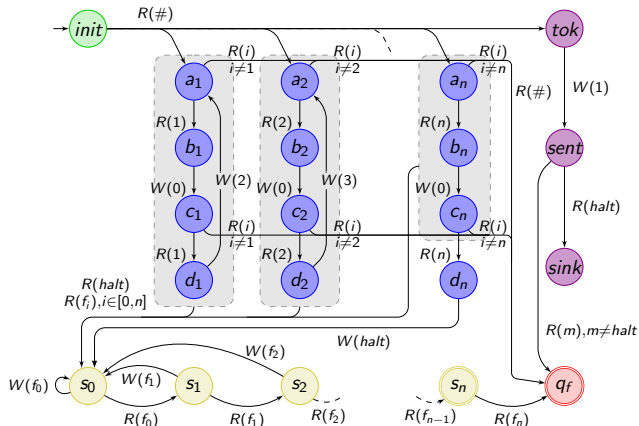 init
R(#)
tok
a₁
R(i)
i≠1
a₂
R(i)
i≠2
aₙ
R(i)
i≠n
R(#)
W(1)
R(1)
R(2)
R(n)
b₁
b₂
bₙ
sent
W(0)
W(2)
W(0)
W(3)
W(0)
R(halt)
c₁
c₂
cₙ
R(i)
i≠1
R(i)
i≠2
R(i)
i≠n
R(1)
R(2)
R(n)
d₁
d₂
dₙ
sink
R(halt)
R(fᵢ),i∈[0,n]
W(halt)
R(m),m≠halt
W(f₂)
W(f₁)
W(f₀)
s₀
s₁
s₂
sₙ
q_f
R(f₀)
R(f₁)
R(f₂)
R(fₙ₋₁)
R(fₙ)